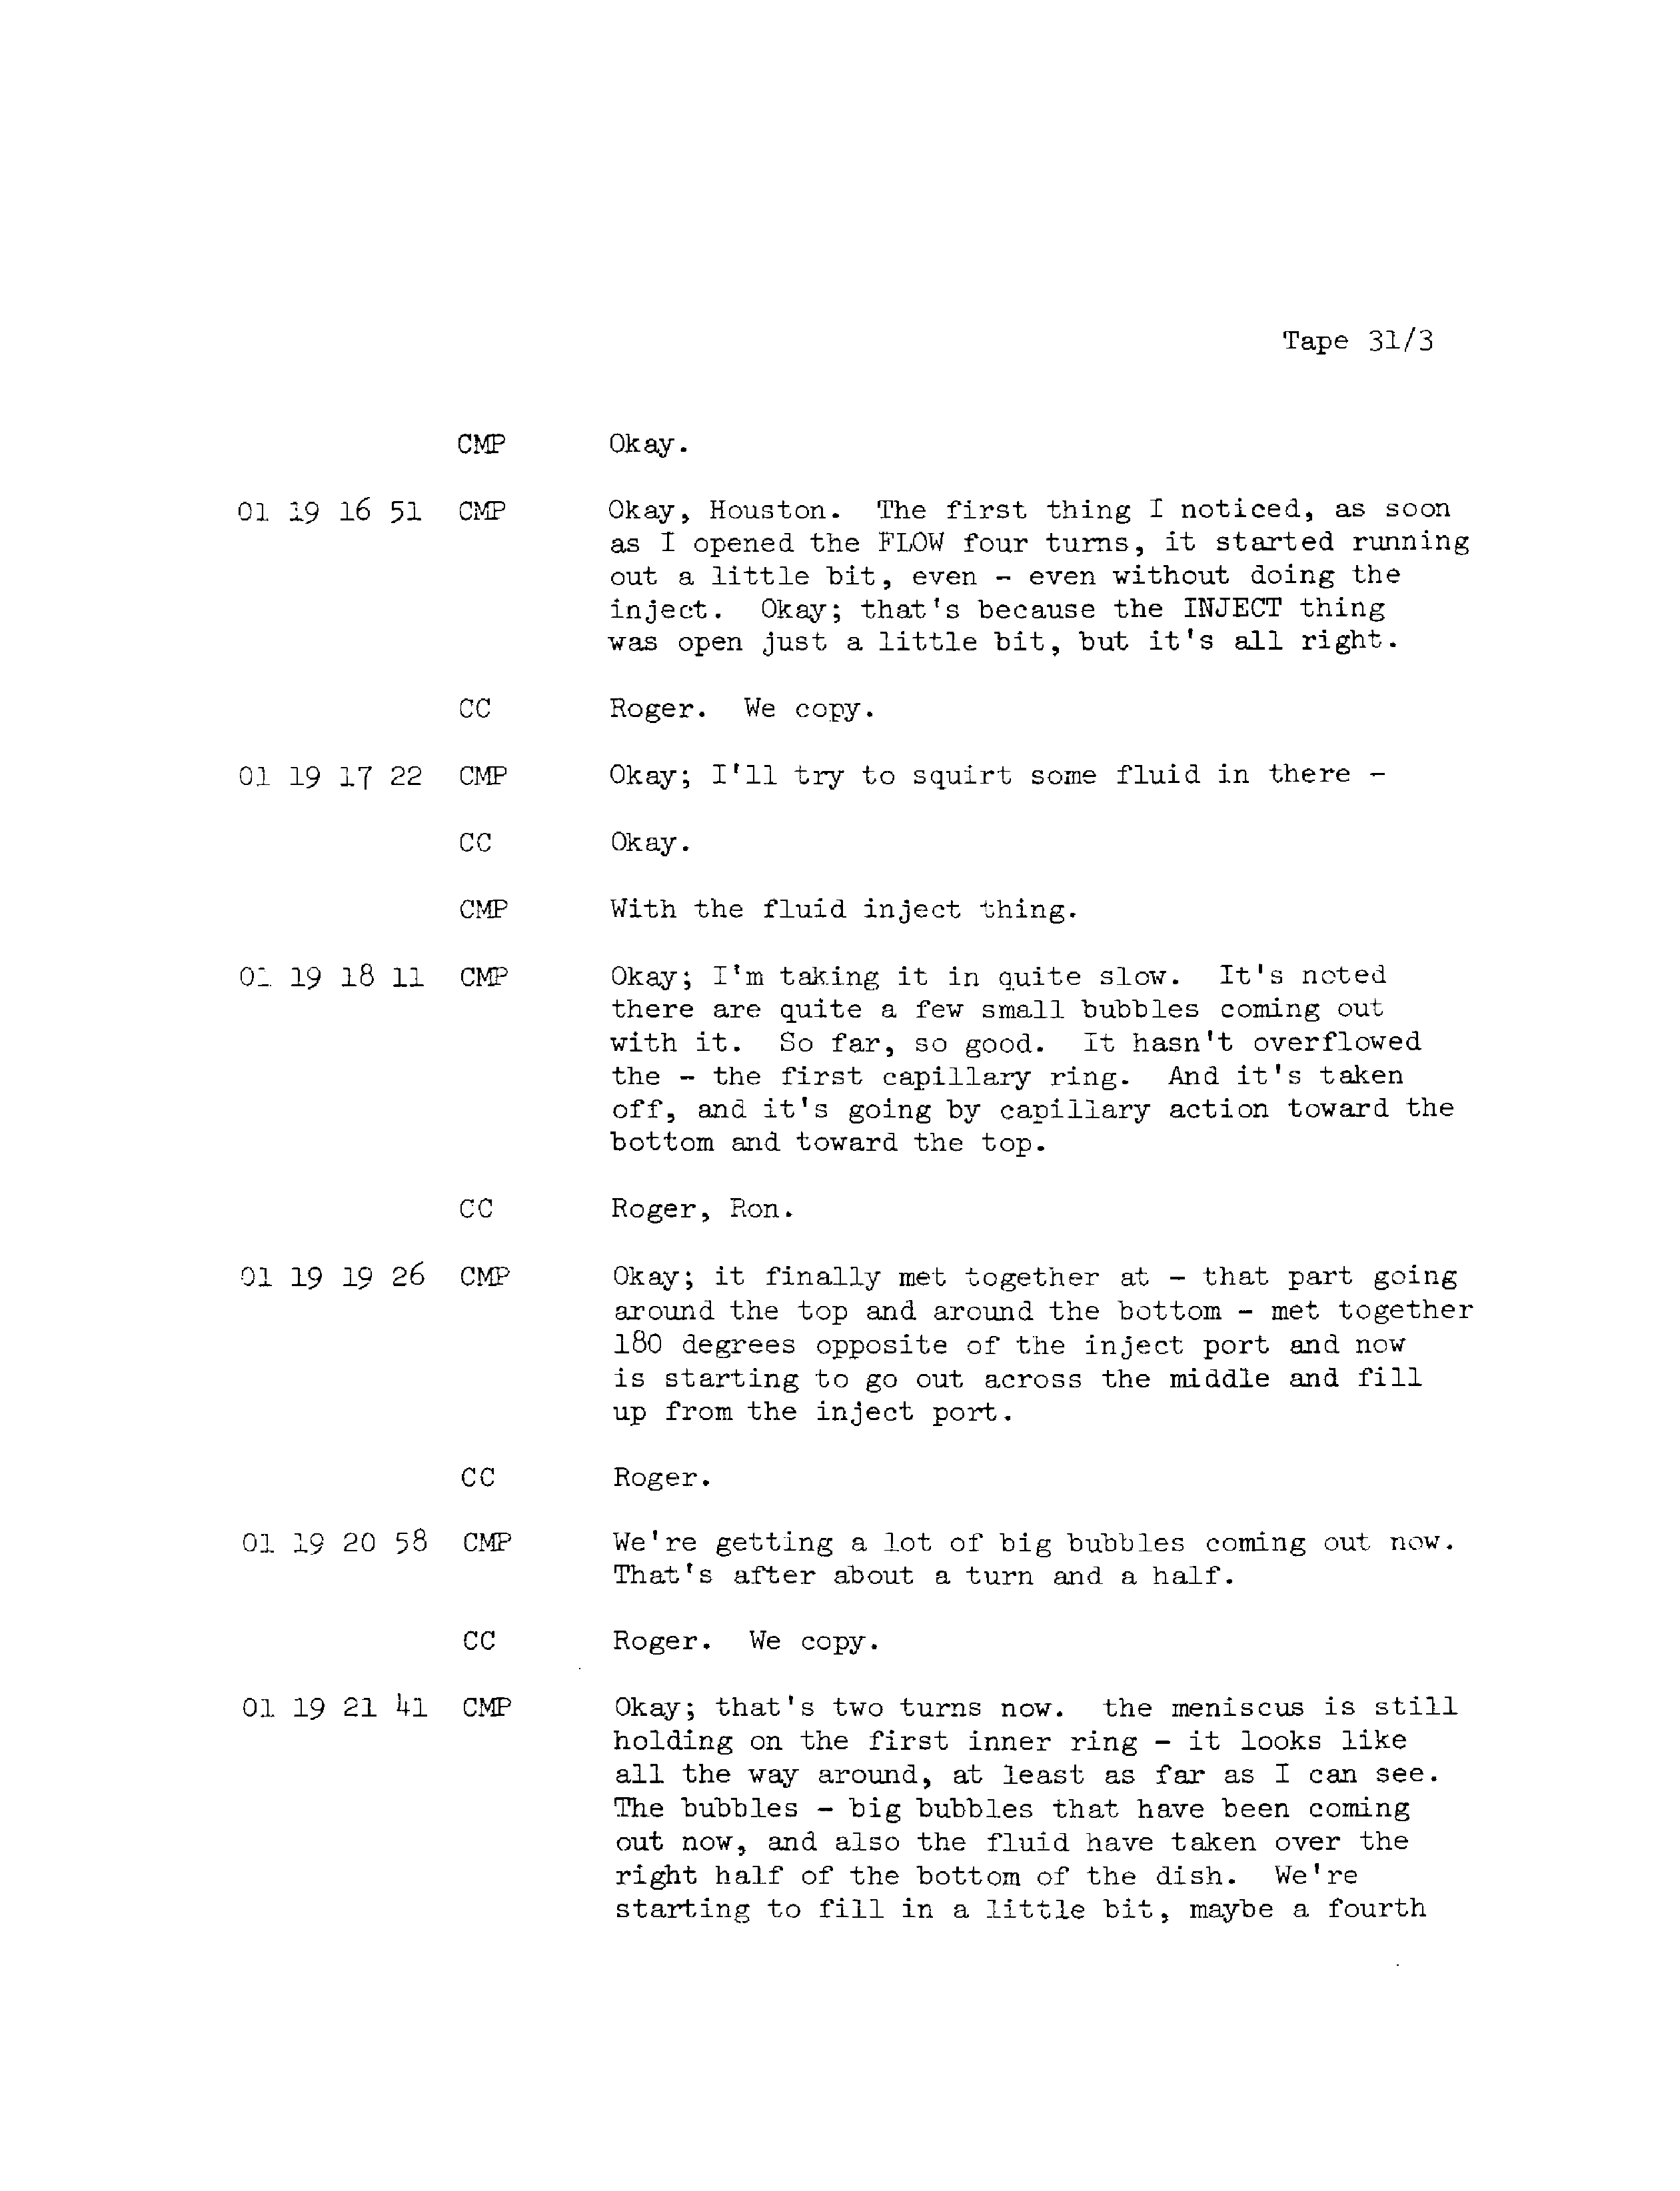 Tape 31/3
CMP Okay.
01 19 16 51 CMP Okay, Houston. The first thing I noticed, as soon
as I opened the FLOW four turns, it started running
out a little bit, even - even without doing the
inject. Okay; that's because the INJECT thing
was open just a little bit, but it's all right.
CC Roger. We copy.
01 19 17 22 CMP Okay; I'll try to squirt some fluid in there -
CC Okay.
CMP With the fluid inject thing.
01 19 18 11 CMP Okay; I'm taking it in quite slow. It's noted
there are quite a few small bubbles coming out
with it. So far, so good. It hasn't overflowed
the - the first capillary ring. And it's taken
off, and it's going by capillary action toward the
bottom and toward the top.
CC Roger, Ron.
01 19 19 26 CMP Okay; it finally met together at - that part going
around the top and around the bottom - met together
180 degrees opposite of the inject port and now
is starting to go out across the middle and fill
up from the inject port.
CC Roger.
01 19 20 58 CMP We're getting a lot of big bubbles coming out now.
That's after about a turn and a half.
CC Roger. We copy.
01 19 21 41 CMP Okay; that's two turns now. the meniscus is still
holding on the first inner ring - it looks like
all the way around, at least as far as I can see.
The bubbles - big bubbles that have been coming
out now, and also the fluid have taken over the
right half of the bottom of the dish. We're
starting to fill in a little bit, maybe a fourth